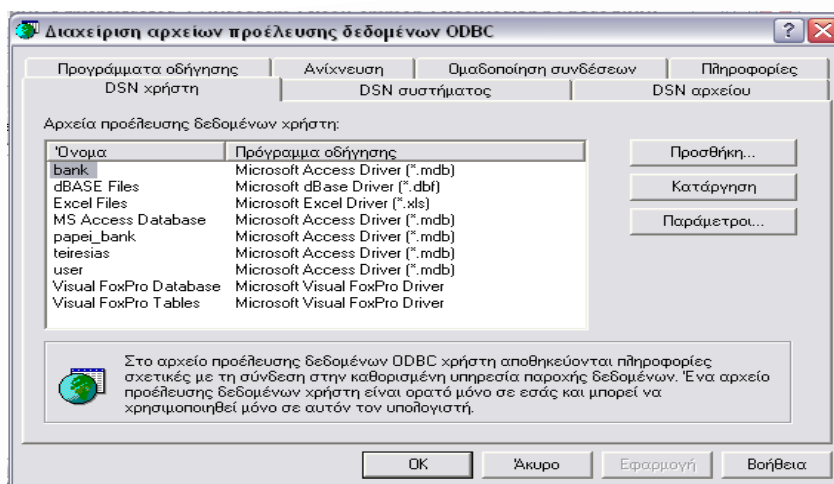 Διαχείριση αρχείων προέλευσης δεδομένων ODBC
Προγράμματα οδήγησης Ανίχνευση Ομαδοποίηση συνδέσεων Πληροφορίες
DSN χρήστη DSN συστήματος DSN αρχείου
Αρχεία προέλευσης δεδομένων χρήστη:
Όνομα Πρόγραμμα οδήγησης
bank Microsoft Access Driver (*.mdb)
dBASE Files Microsoft dBase Driver (*.dbf)
Excel Files Microsoft Excel Driver (*.xls)
MS Access Database Microsoft Access Driver (*.mdb)
papei_bank Microsoft Access Driver (*.mdb)
teiresias Microsoft Access Driver (*.mdb)
user Microsoft Access Driver (*.mdb)
Visual FoxPro Database Microsoft Visual FoxPro Driver
Visual FoxPro Tables Microsoft Visual FoxPro Driver
Προσθήκη...
Κατάργηση
Παράμετροι...
Στο αρχείο προέλευσης δεδομένων ODBC χρήστη αποθηκεύονται πληροφορίες
σχετικές με τη σύνδεση στην καθορισμένη υπηρεσία παροχής δεδομένων. Ένα αρχείο
προέλευσης δεδομένων χρήστη είναι ορατό μόνο σε εσάς και μπορεί να
χρησιμοποιηθεί μόνο σε αυτόν τον υπολογιστή.
OK Άκυρο Εφαρμογή Βοήθεια